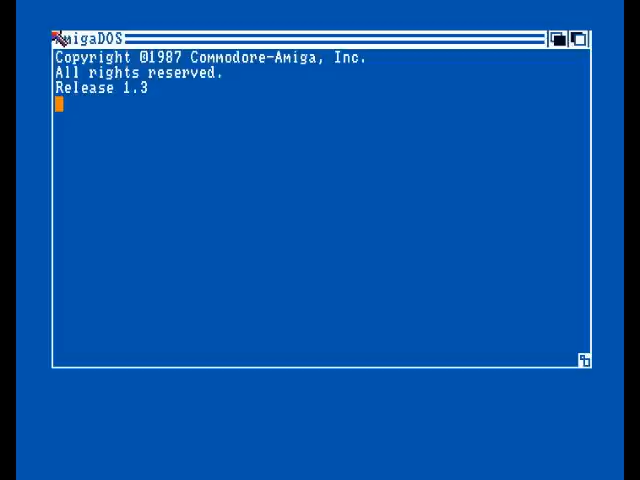 AmigaDOS
Copyright ©1987 Commodore-Amiga, Inc.
All rights reserved.
Release 1.3